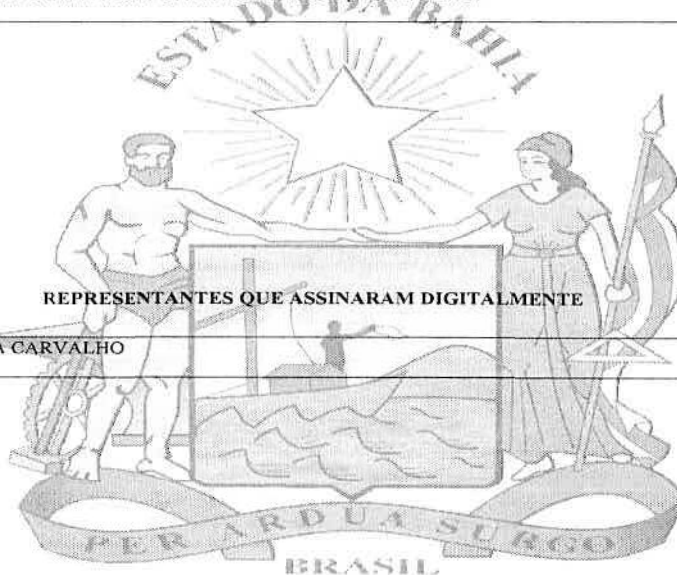 ESTADO DA BAHIA
REPRESENTANTES QUE ASSINARAM DIGITALMENTE
A CARVALHO
PER ARDUA SURGO
BRASIL